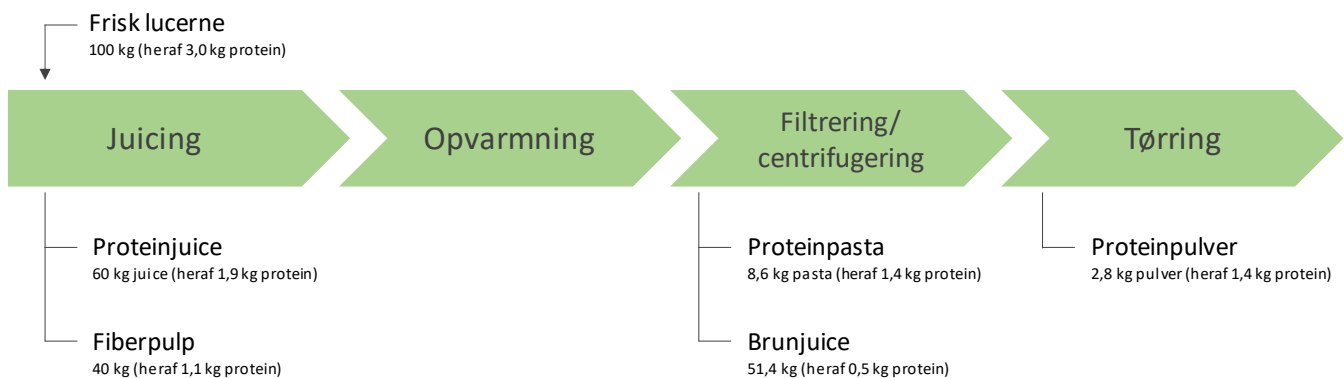 Frisk lucerne
100 kg (heraf 3,0 kg protein)
Juicing
Opvarmning
Filtrering/
centrifugering
Tørring
Proteinjuice
60 kg juice (heraf 1,9 kg protein)
Fiberpulp
40 kg (heraf 1,1 kg protein)
Proteinpasta
8,6 kg pasta (heraf 1,4 kg protein)
Brunjuice
51,4 kg (heraf 0,5 kg protein)
Proteinpulver
2,8 kg pulver (heraf 1,4 kg protein)